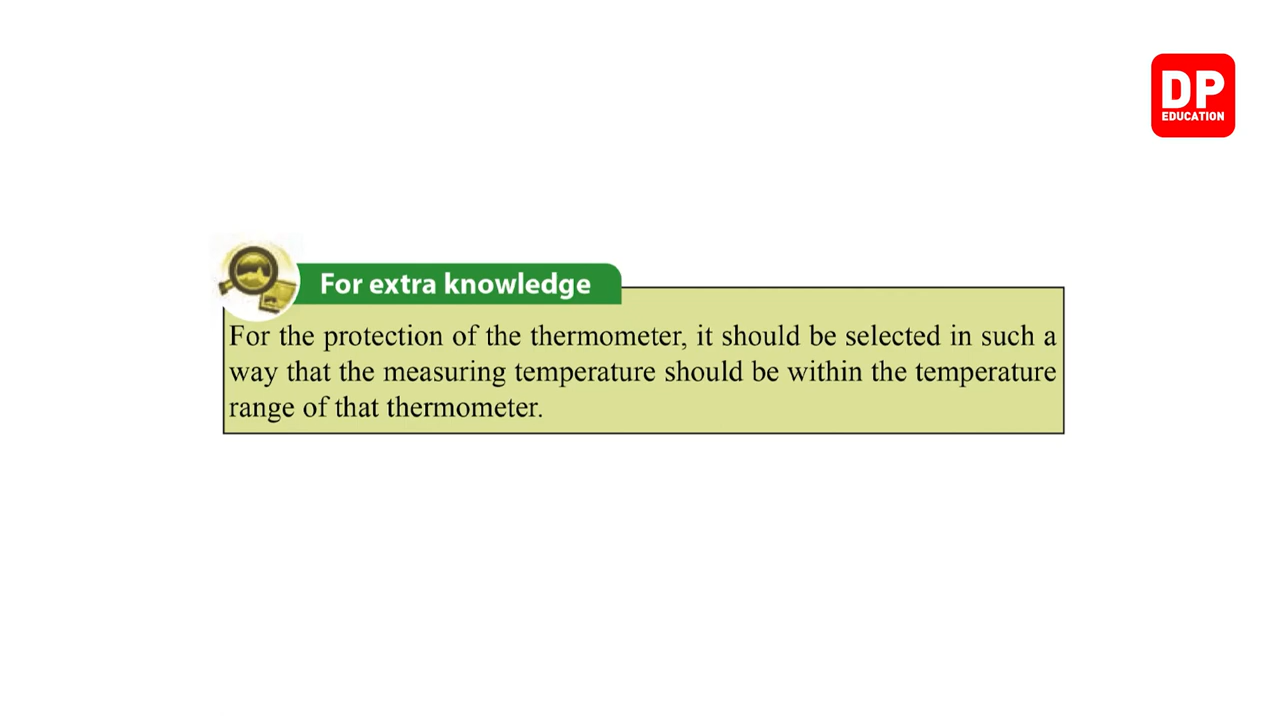 DP
EDUCATION
For extra knowledge
For the protection of the thermometer, it should be selected in such a
way that the measuring temperature should be within the temperature
range of that thermometer.